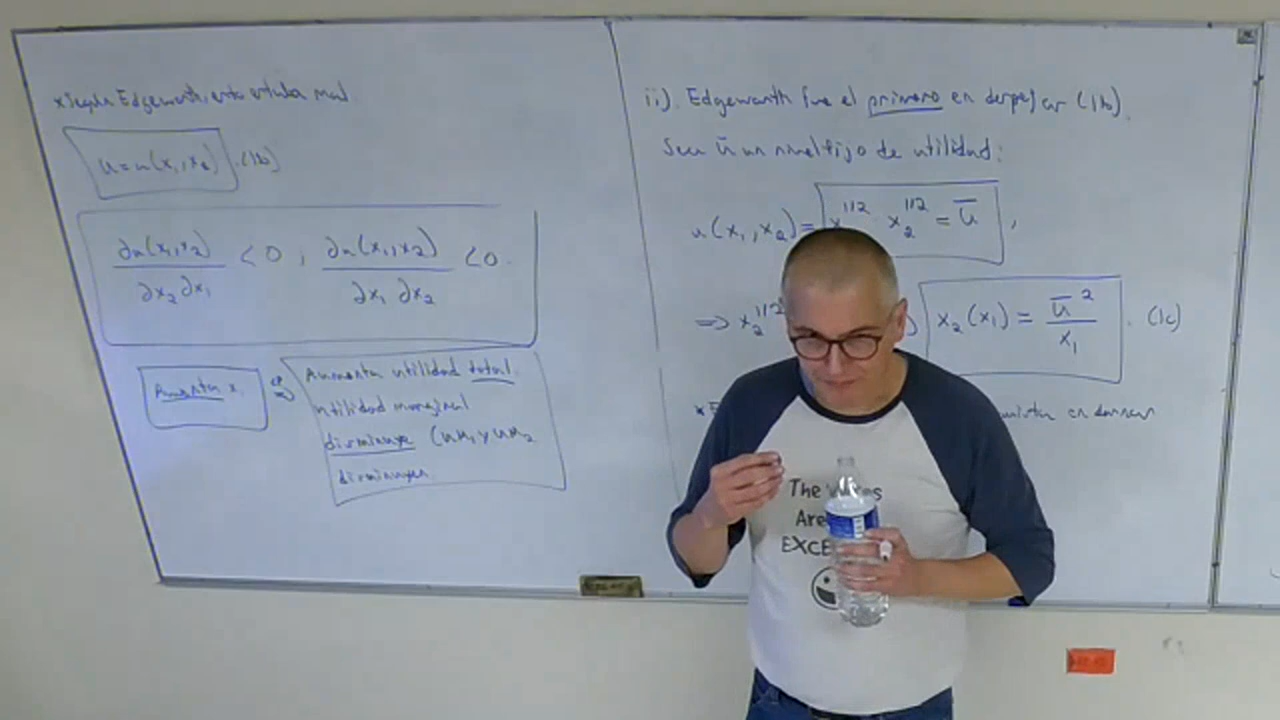 * Según Edgeworth, esto estaba mal
u = u(x₁, x₂) . (1b)
∂u(x₁,x₂) / ∂x₂ ∂x₁ < 0 ; ∂u(x₁,x₂) / ∂x₁ ∂x₂ < 0 .
Aumenta x₁ ⇒ Aumenta utilidad total.
utilidad marginal
disminuye (UM₁ y UM₂
disminuyen
ii). Edgeworth fue el primero en despejar (1b).
Sea ū un nivel fijo de utilidad:
u(x₁,x₂) = x^1/2 x₂^1/2 = ū ,
⇒ x₂^1/2 x₂(x₁) = ū² / x₁ . (1c)
en
The
Are
EXCE